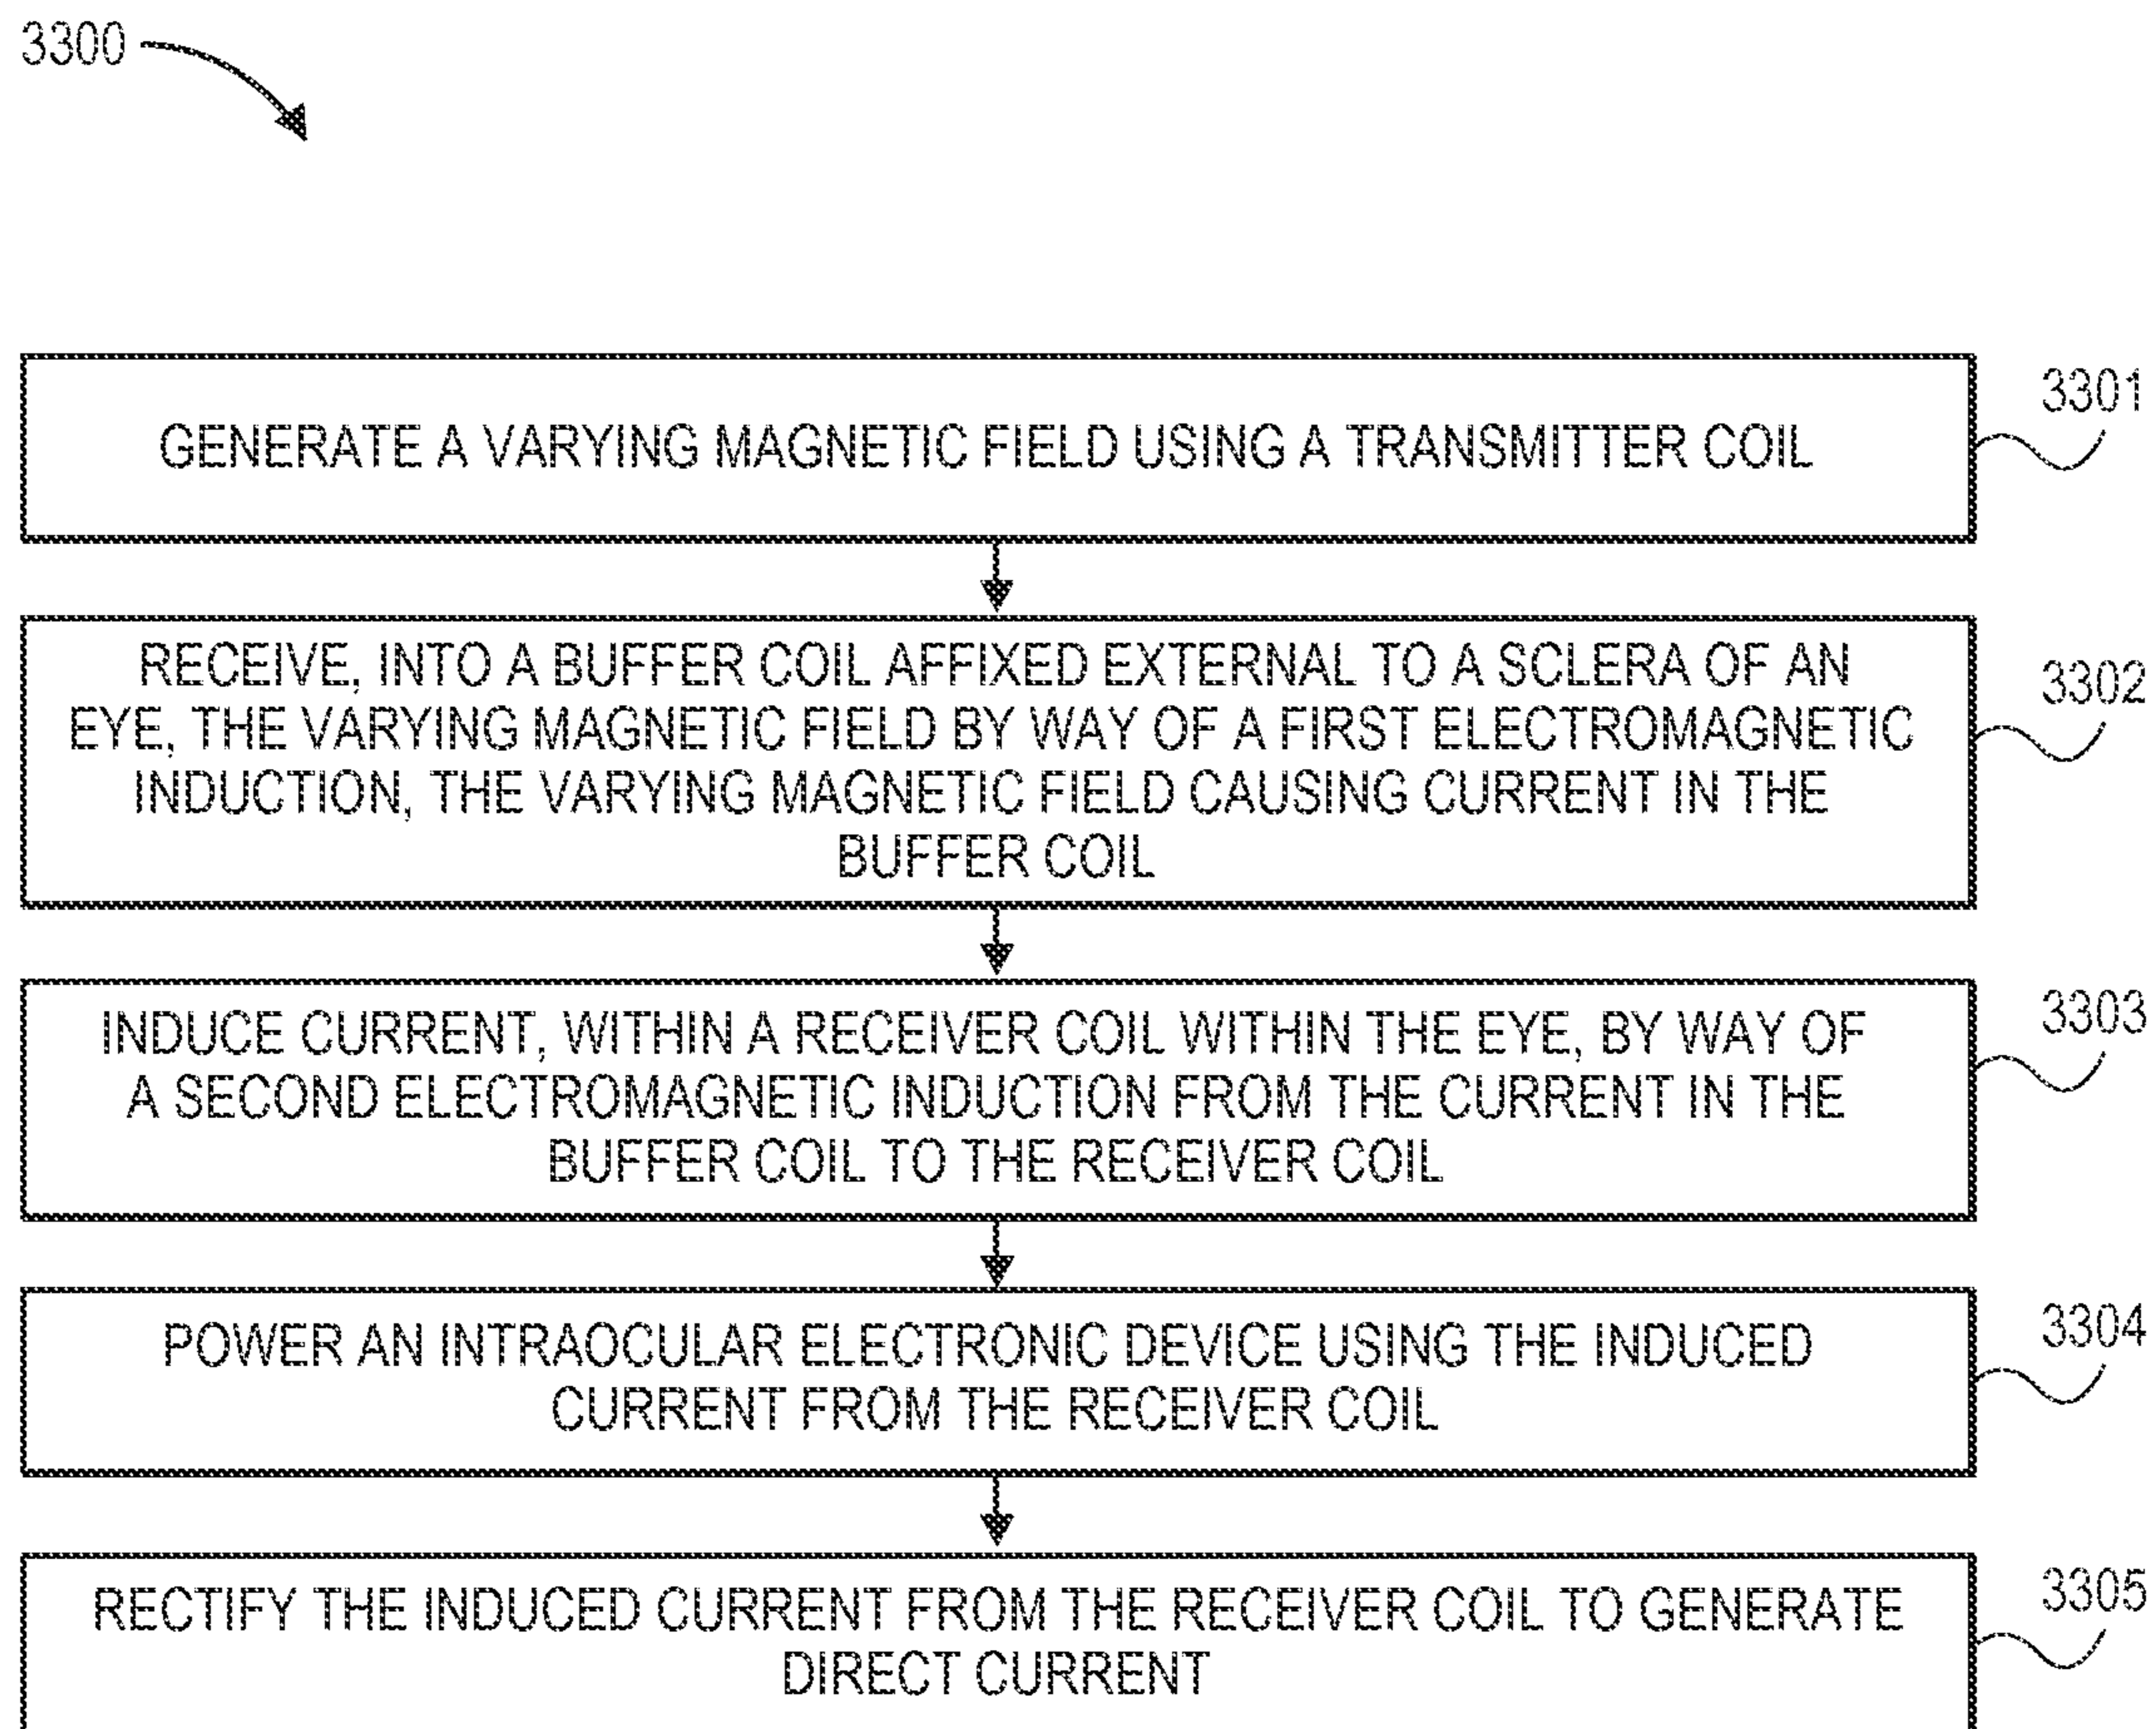 3300
GENERATE A VARYING MAGNETIC FIELD USING A TRANSMITTER COIL
3301
RECEIVE, INTO A BUFFER COIL AFFIXED EXTERNAL TO A SCLERA OF AN
EYE, THE VARYING MAGNETIC FIELD BY WAY OF A FIRST ELECTROMAGNETIC
INDUCTION, THE VARYING MAGNETIC FIELD CAUSING CURRENT IN THE
BUFFER COIL
3302
INDUCE CURRENT, WITHIN A RECEIVER COIL WITHIN THE EYE, BY WAY OF
A SECOND ELECTROMAGNETIC INDUCTION FROM THE CURRENT IN THE
BUFFER COIL TO THE RECEIVER COIL
3303
POWER AN INTRAOCULAR ELECTRONIC DEVICE USING THE INDUCED
CURRENT FROM THE RECEIVER COIL
3304
RECTIFY THE INDUCED CURRENT FROM THE RECEIVER COIL TO GENERATE
DIRECT CURRENT
3305